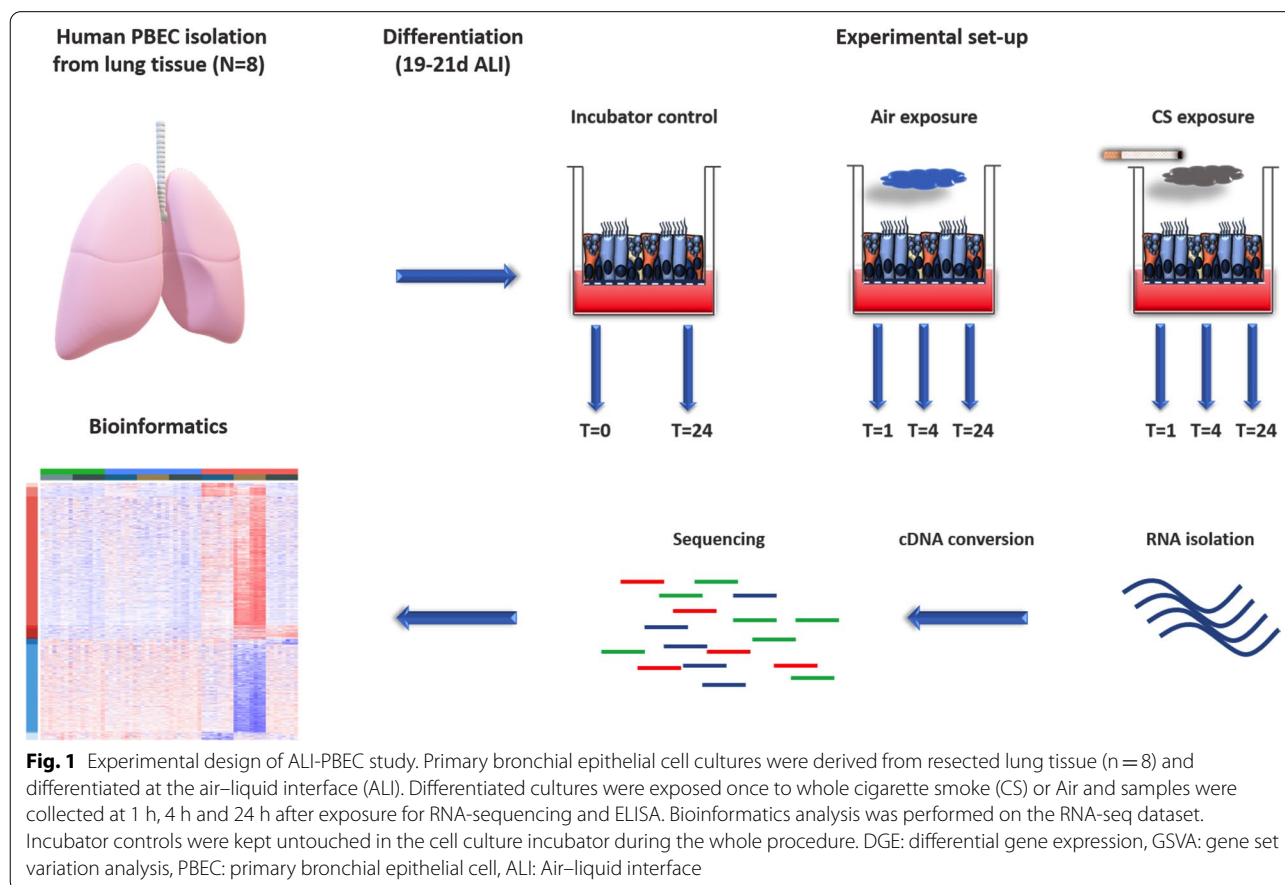 Human PBEC isolation
from lung tissue (N=8)
Differentiation
(19-21d ALI)
Experimental set-up
Incubator control
Air exposure
CS exposure
T=0
T=24
T=1
T=4
T=24
T=1
T=4
T=24
Bioinformatics
Sequencing
cDNA conversion
RNA isolation
Fig. 1 Experimental design of ALI-PBEC study. Primary bronchial epithelial cell cultures were derived from resected lung tissue (n = 8) and
differentiated at the air–liquid interface (ALI). Differentiated cultures were exposed once to whole cigarette smoke (CS) or Air and samples were
collected at 1 h, 4 h and 24 h after exposure for RNA-sequencing and ELISA. Bioinformatics analysis was performed on the RNA-seq dataset.
Incubator controls were kept untouched in the cell culture incubator during the whole procedure. DGE: differential gene expression, GSVA: gene set
variation analysis, PBEC: primary bronchial epithelial cell, ALI: Air–liquid interface